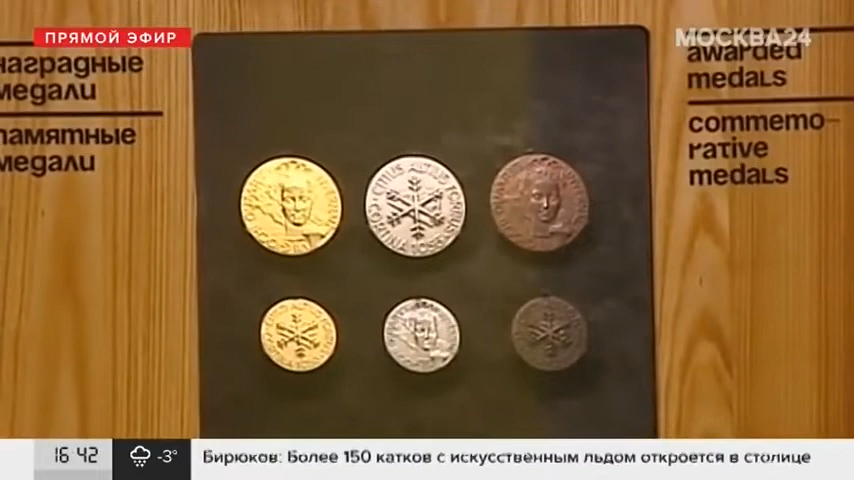 ПРЯМОЙ ЭФИР
МОСКВА24
наградные
медали
памятные
медали
awarded
medals
commemo-
rative
medals
CITIUS ALTIUS FORTIUS
CORTINA 1956
16 42
-3°
Бирюков: Более 150 катков с искусственным льдом откроется в столице